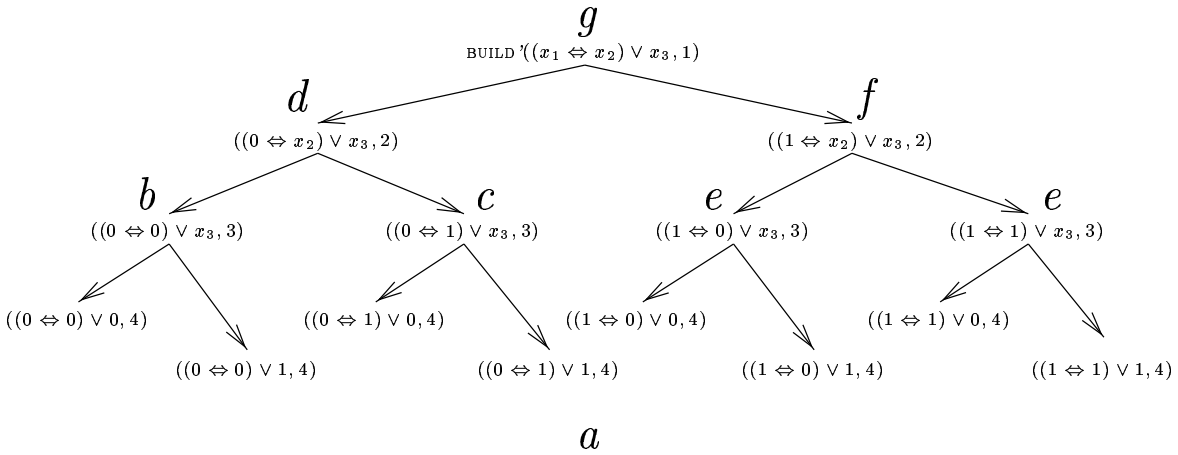 g
BUILD'((x₁ ⇔ x₂) ∨ x₃, 1)
d f
((0 ⇔ x₂) ∨ x₃, 2) ((1 ⇔ x₂) ∨ x₃, 2)
b c e e
((0 ⇔ 0) ∨ x₃, 3) ((0 ⇔ 1) ∨ x₃, 3) ((1 ⇔ 0) ∨ x₃, 3) ((1 ⇔ 1) ∨ x₃, 3)
((0 ⇔ 0) ∨ 0, 4) ((0 ⇔ 1) ∨ 0, 4) ((1 ⇔ 0) ∨ 0, 4) ((1 ⇔ 1) ∨ 0, 4)
((0 ⇔ 0) ∨ 1, 4) ((0 ⇔ 1) ∨ 1, 4) ((1 ⇔ 0) ∨ 1, 4) ((1 ⇔ 1) ∨ 1, 4)
a